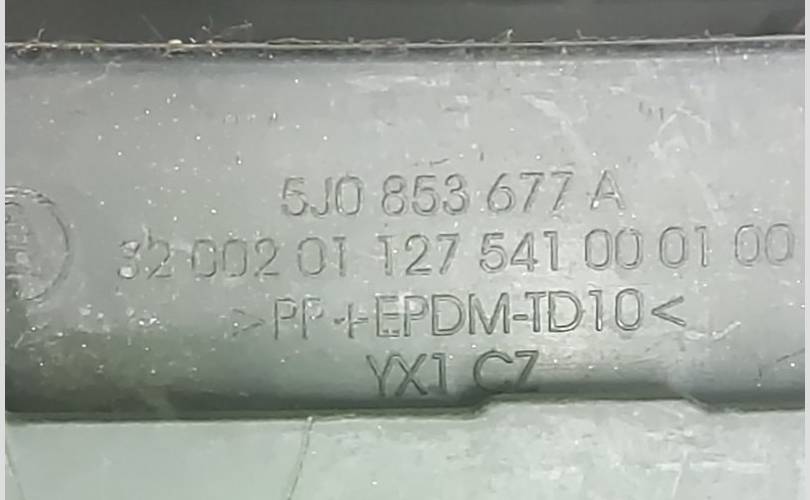 5J0 853 677 A
32 002 01 127 541 00 01 00
>PP+EPDM-TD10<
YX1 CZ